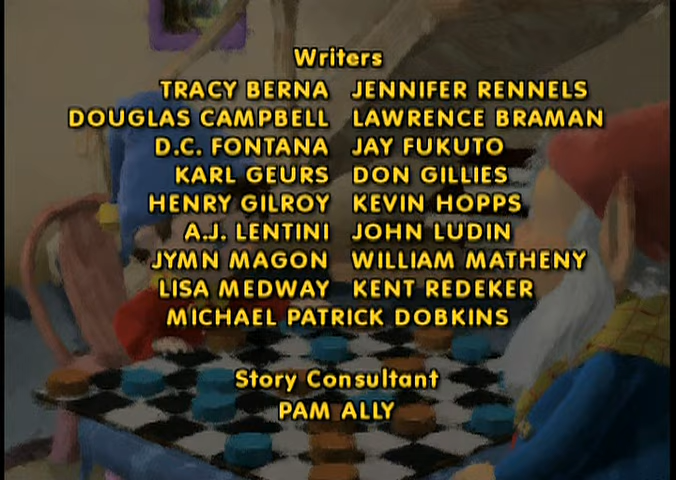 Writers
TRACY BERNA JENNIFER RENNELS
DOUGLAS CAMPBELL LAWRENCE BRAMAN
D.C. FONTANA JAY FUKUTO
KARL GEURS DON GILLIES
HENRY GILROY KEVIN HOPPS
A.J. LENTINI JOHN LUDIN
JYMN MAGON WILLIAM MATHENY
LISA MEDWAY KENT REDEKER
MICHAEL PATRICK DOBKINS
Story Consultant
PAM ALLY